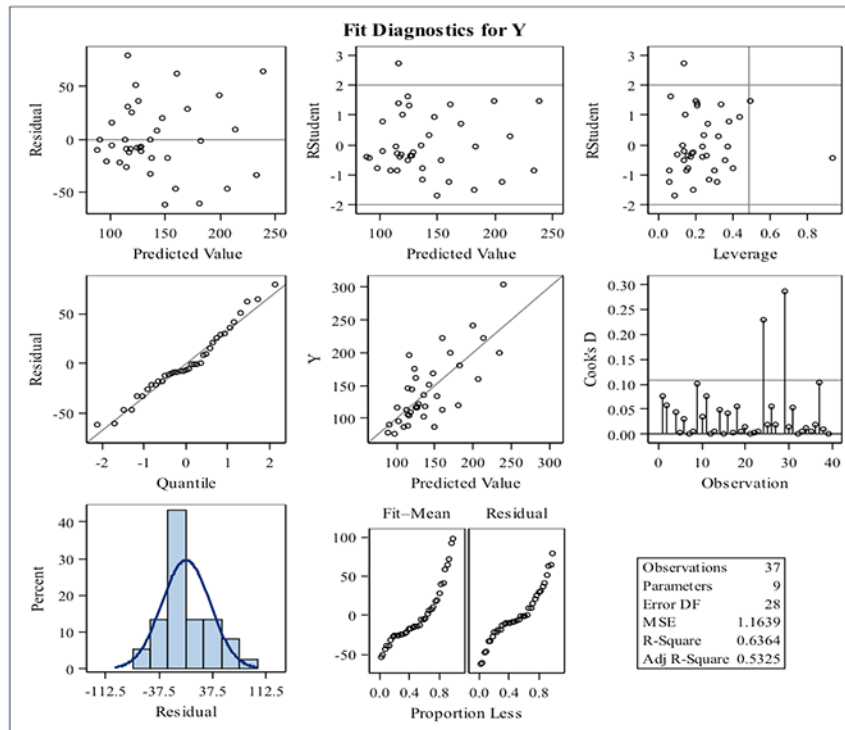 Fit Diagnostics for Y
50
0
-50
Residual
100 150 200 250
Predicted Value
3
2
1
0
-1
-2
RStudent
100 150 200 250
Predicted Value
3
2
1
0
-1
-2
RStudent
0.0 0.2 0.4 0.6 0.8
Leverage
50
0
-50
Residual
-2 -1 0 1 2
Quantile
300
250
200
150
100
Y
100 150 200 250 300
Predicted Value
0.30
0.25
0.20
0.15
0.10
0.05
0.00
Cook's D
0 10 20 30 40
Observation
40
30
20
10
0
Percent
-112.5 -37.5 37.5 112.5
Residual
Fit–Mean Residual
100
50
0
-50
0.0 0.4 0.8 0.0 0.4 0.8
Proportion Less
Observations 37
Parameters 9
Error DF 28
MSE 1.1639
R-Square 0.6364
Adj R-Square 0.5325